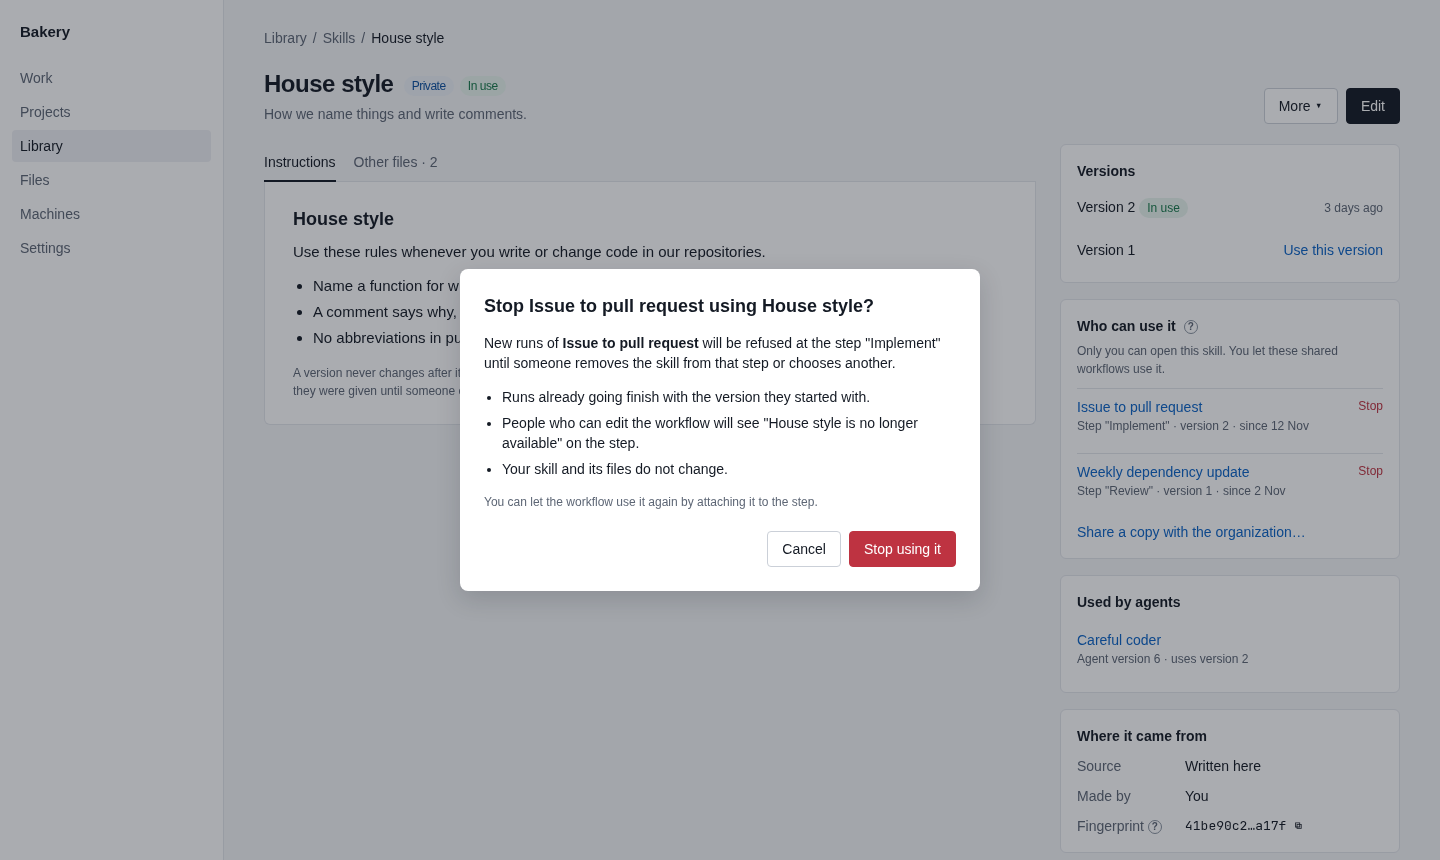 Bakery
Work
Projects
Library
Files
Machines
Settings
Library / Skills / House style
House style Private In use
How we name things and write comments.
More ▾ Edit
Instructions Other files · 2
House style
Use these rules whenever you write or change code in our repositories.
Name a function for w
A comment says why,
No abbreviations in pu
A version never changes after it
they were given until someone
Stop Issue to pull request using House style?
New runs of Issue to pull request will be refused at the step "Implement"
until someone removes the skill from that step or chooses another.
Runs already going finish with the version they started with.
People who can edit the workflow will see "House style is no longer
available" on the step.
Your skill and its files do not change.
You can let the workflow use it again by attaching it to the step.
Cancel Stop using it
Versions
Version 2 In use 3 days ago
Version 1 Use this version
Who can use it ?
Only you can open this skill. You let these shared
workflows use it.
Issue to pull request Stop
Step "Implement" · version 2 · since 12 Nov
Weekly dependency update Stop
Step "Review" · version 1 · since 2 Nov
Share a copy with the organization…
Used by agents
Careful coder
Agent version 6 · uses version 2
Where it came from
Source Written here
Made by You
Fingerprint ? 41be90c2…a17f